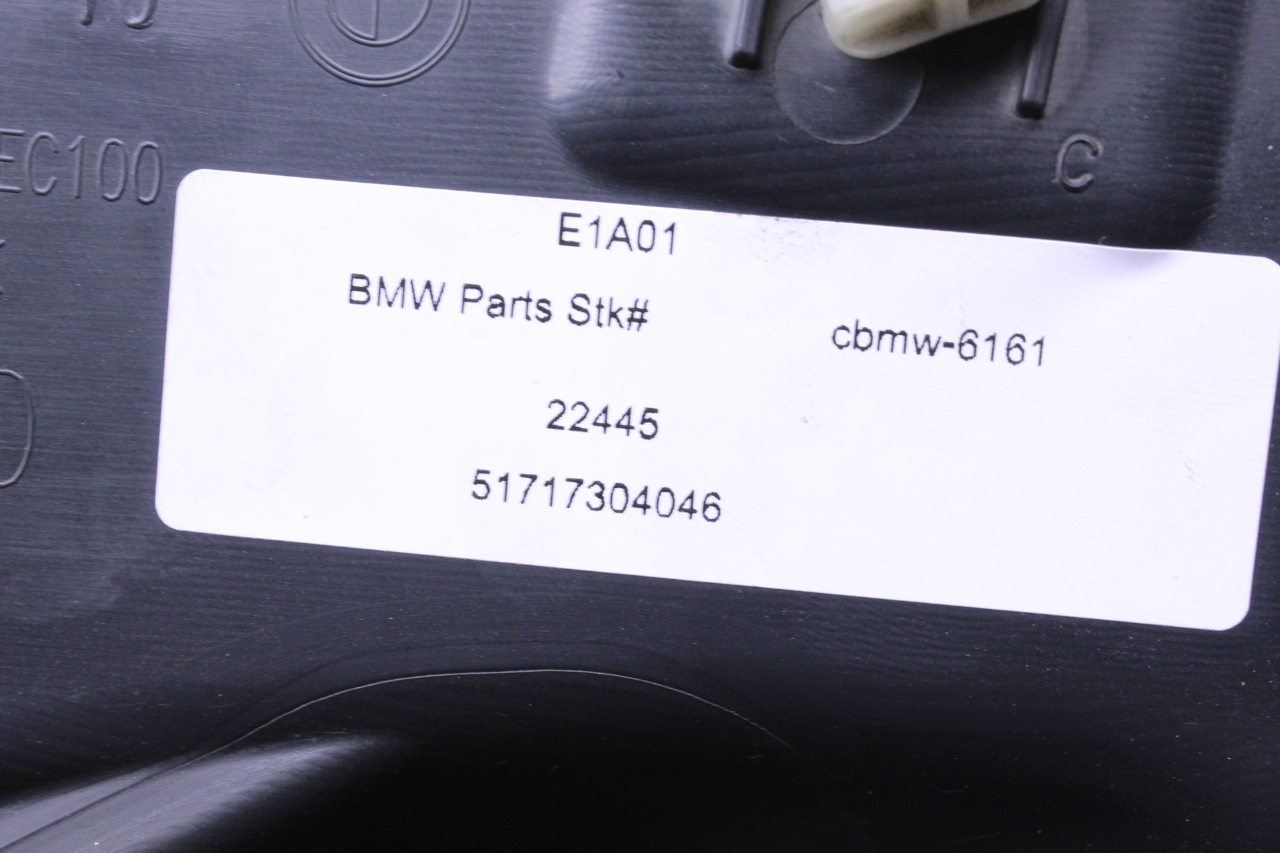 EC100
C
E1A01
BMW Parts Stk#
cbmw-6161
22445
51717304046